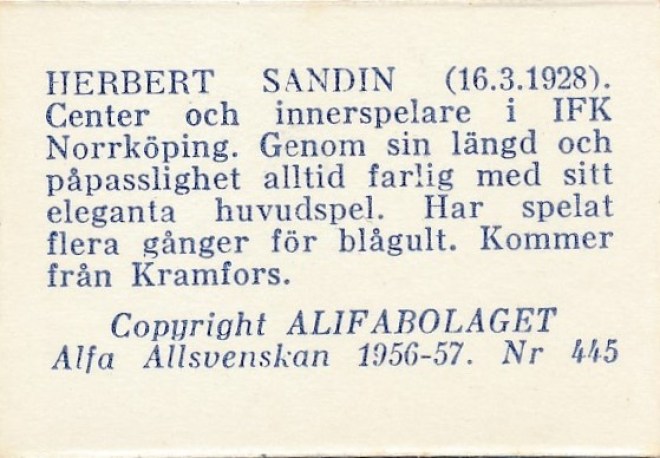 HERBERT SANDIN (16.3.1928).
Center och innerspelare i IFK
Norrköping. Genom sin längd och
påpasslighet alltid farlig med sitt
eleganta huvudspel. Har spelat
flera gånger för blågult. Kommer
från Kramfors.
Copyright ALIFABOLAGET
Alfa Allsvenskan 1956-57. Nr 445